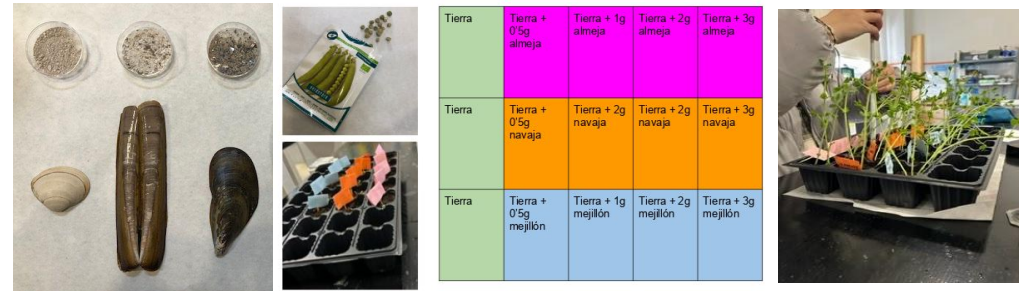 Tierra
Tierra +
0'5g
almeja
Tierra + 1g
almeja
Tierra + 2g
almeja
Tierra + 3g
almeja
Tierra
Tierra +
0'5g
navaja
Tierra + 2g
navaja
Tierra + 2g
navaja
Tierra + 3g
navaja
Tierra
Tierra +
0'5g
mejillón
Tierra + 1g
mejillón
Tierra + 2g
mejillón
Tierra + 3g
mejillón